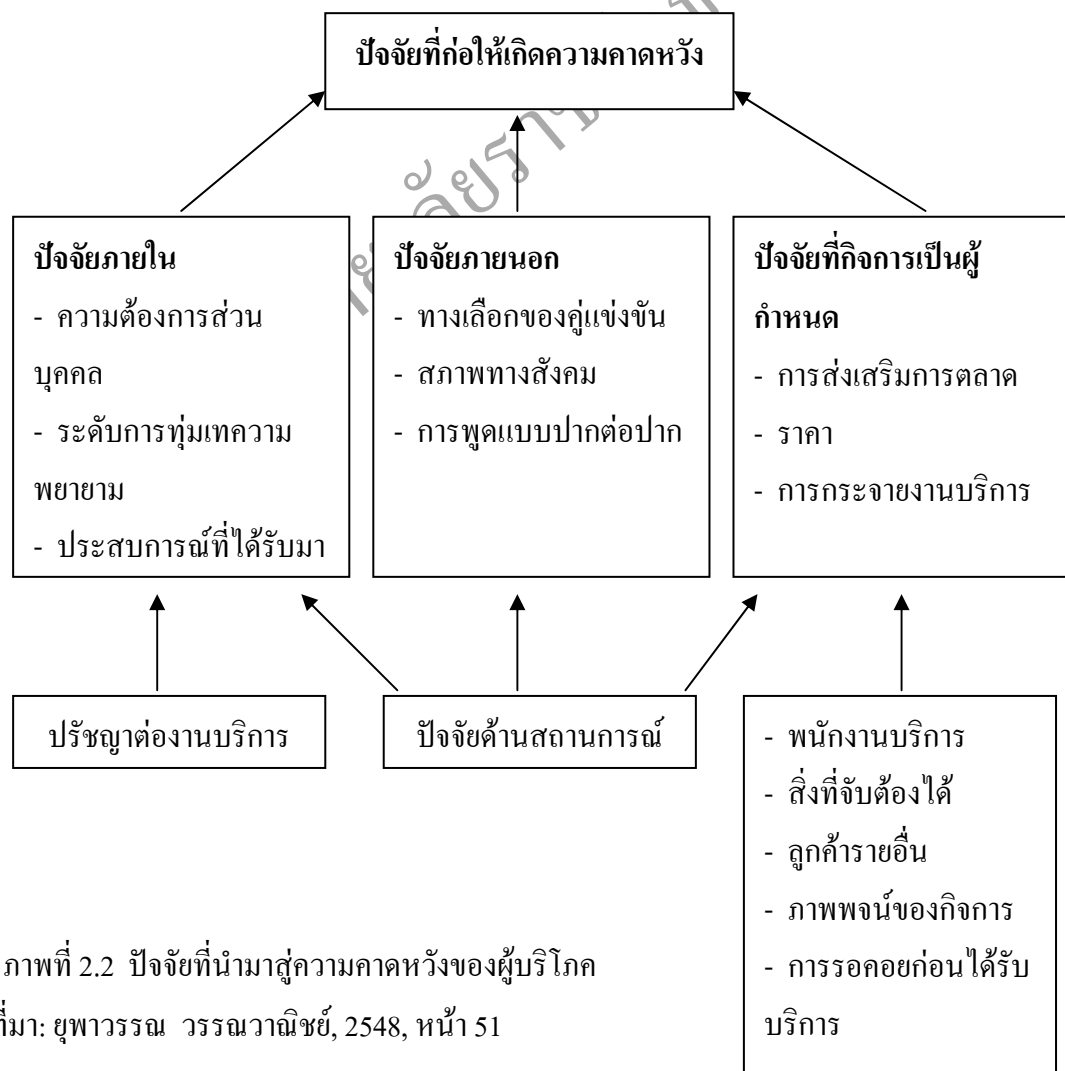 ปัจจัยที่ก่อให้เกิดความคาดหวัง
ปัจจัยภายใน
- ความต้องการส่วน
บุคคล
- ระดับการทุ่มเทความ
พยายาม
- ประสบการณ์ที่ได้รับมา
ปัจจัยภายนอก
- ทางเลือกของคู่แข่งขัน
- สภาพทางสังคม
- การพูดแบบปากต่อปาก
ปัจจัยที่กิจการเป็นผู้
กำหนด
- การส่งเสริมการตลาด
- ราคา
- การกระจายงานบริการ
ปรัชญาต่องานบริการ
ปัจจัยด้านสถานการณ์
- พนักงานบริการ
- สิ่งที่จับต้องได้
- ลูกค้ารายอื่น
- ภาพพจน์ของกิจการ
- การรอคอยก่อนได้รับ
บริการ
ภาพที่ 2.2 ปัจจัยที่นำมาสู่ความคาดหวังของผู้บริโภค
ที่มา: ยุพาวรรณ วรรณวาณิชย์, 2548, หน้า 51